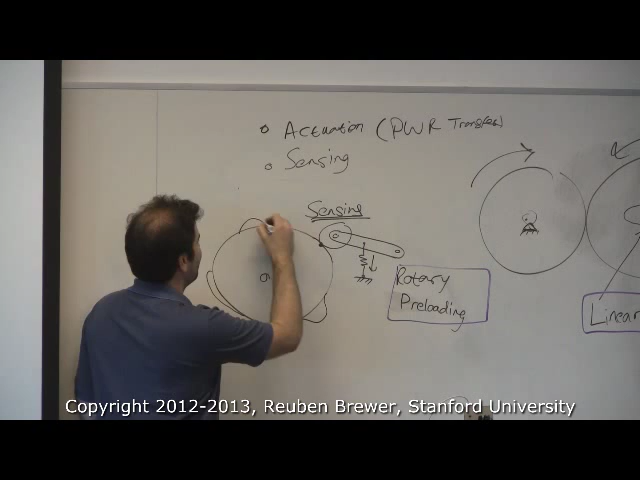 Actuation (PWR Transfer)
Sensing
Sensing
Rotary
Preloading
Linear
Copyright 2012-2013, Reuben Brewer, Stanford University